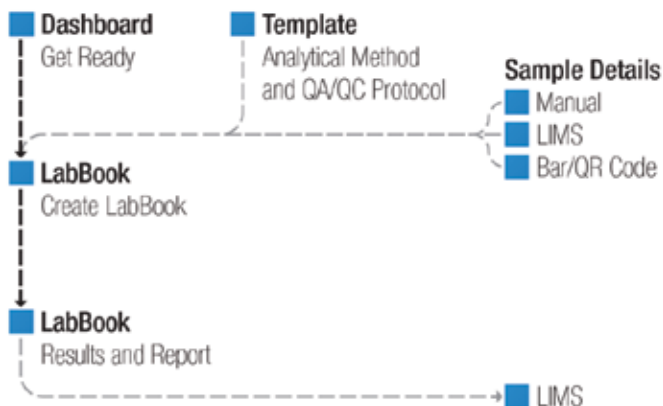 Dashboard
Get Ready
Template
Analytical Method
and QA/QC Protocol
Sample Details
Manual
LIMS
Bar/QR Code
LabBook
Create LabBook
LabBook
Results and Report
LIMS